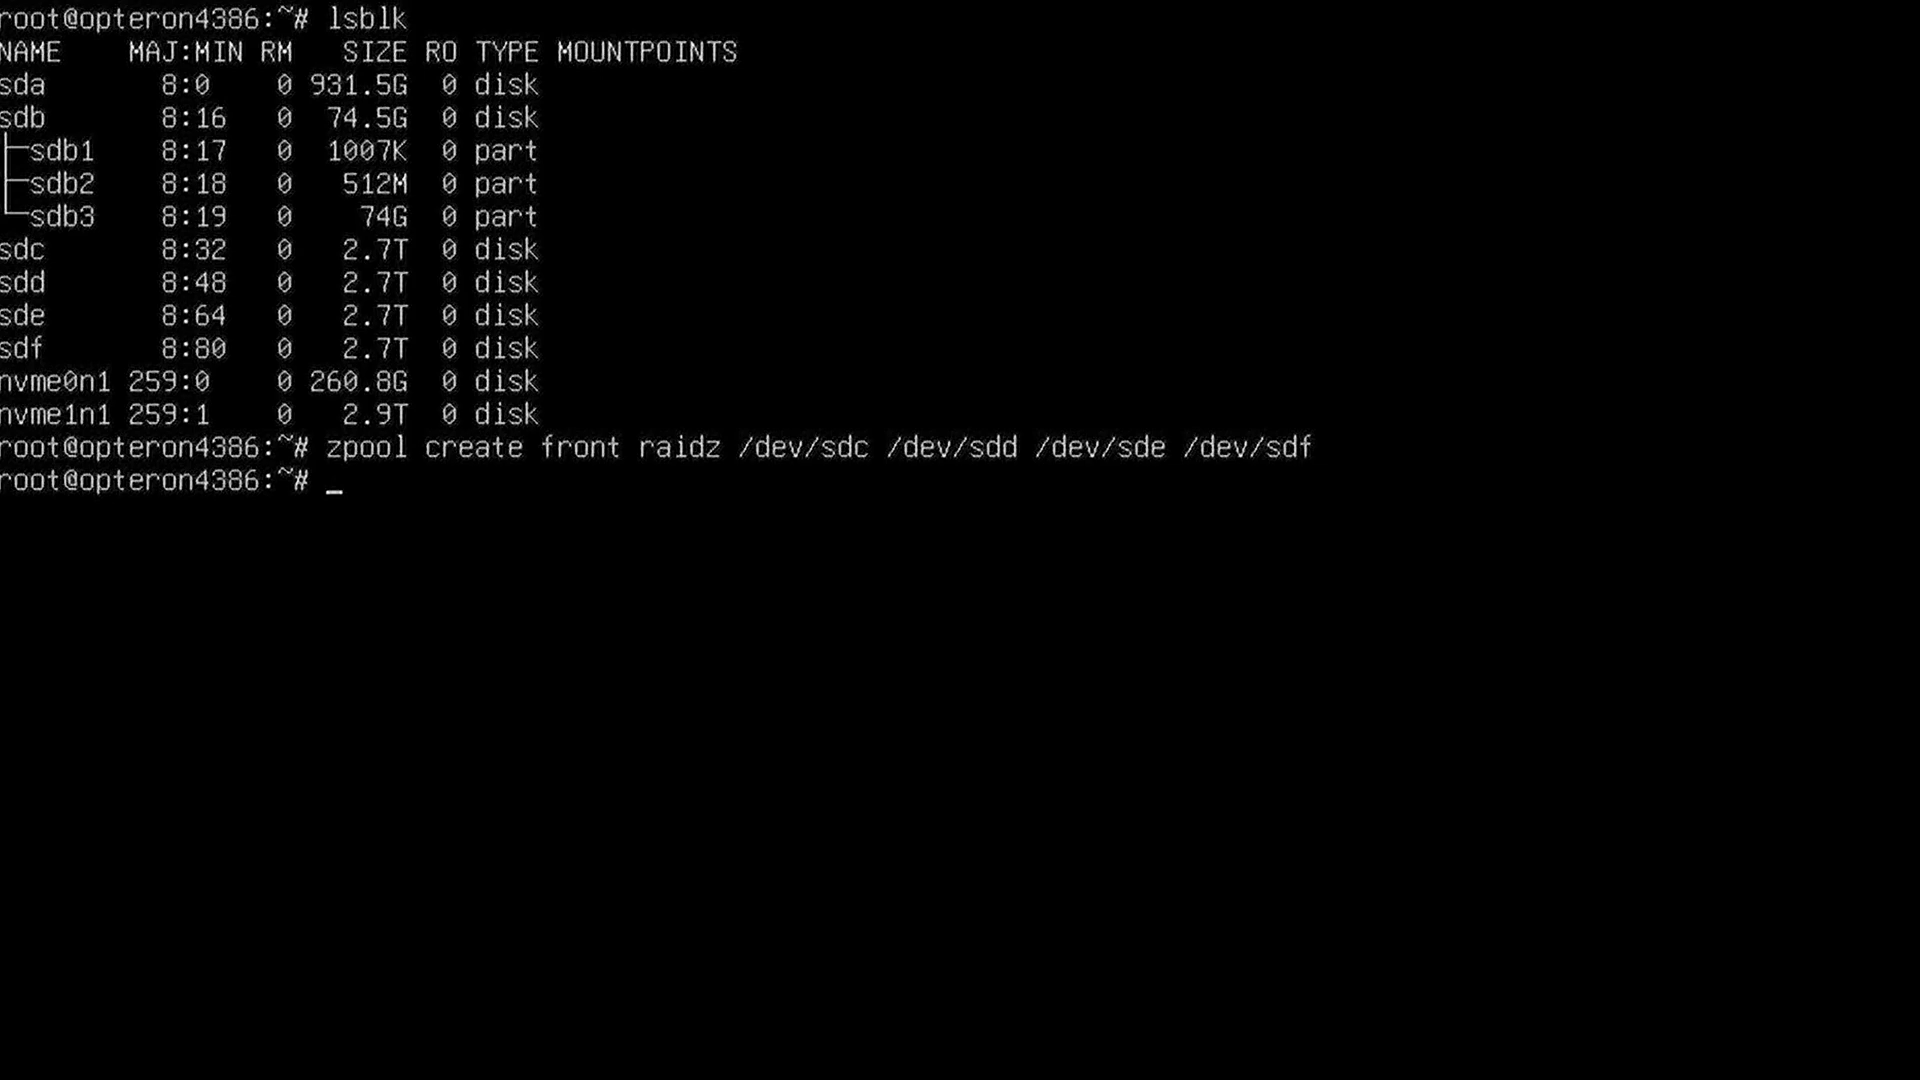 root@opteron4386:~# lsblk
NAME    MAJ:MIN RM   SIZE RO TYPE MOUNTPOINTS
sda       8:0    0 931.5G  0 disk
sdb       8:16   0  74.5G  0 disk
├─sdb1    8:17   0  1007K  0 part
├─sdb2    8:18   0   512M  0 part
└─sdb3    8:19   0    74G  0 part
sdc       8:32   0   2.7T  0 disk
sdd       8:48   0   2.7T  0 disk
sde       8:64   0   2.7T  0 disk
sdf       8:80   0   2.7T  0 disk
nvme0n1 259:0    0 260.8G  0 disk
nvme1n1 259:1    0   2.9T  0 disk
root@opteron4386:~# zpool create front raidz /dev/sdc /dev/sdd /dev/sde /dev/sdf
root@opteron4386:~# _